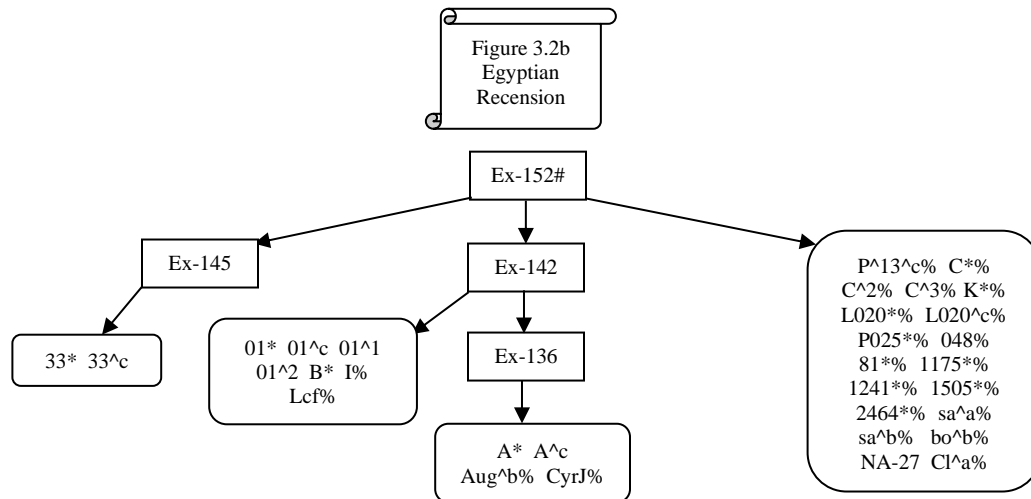 Figure 3.2b
Egyptian
Recension
Ex-152#
Ex-145
Ex-142
P^13^c% C*%
C^2% C^3% K*%
L020*% L020^c%
P025*% 048%
81*% 1175*%
1241*% 1505*%
2464*% sa^a%
sa^b% bo^b%
NA-27 Cl^a%
33* 33^c
01* 01^c 01^1
01^2 B* I%
Lcf%
Ex-136
A* A^c
Aug^b% CyrJ%